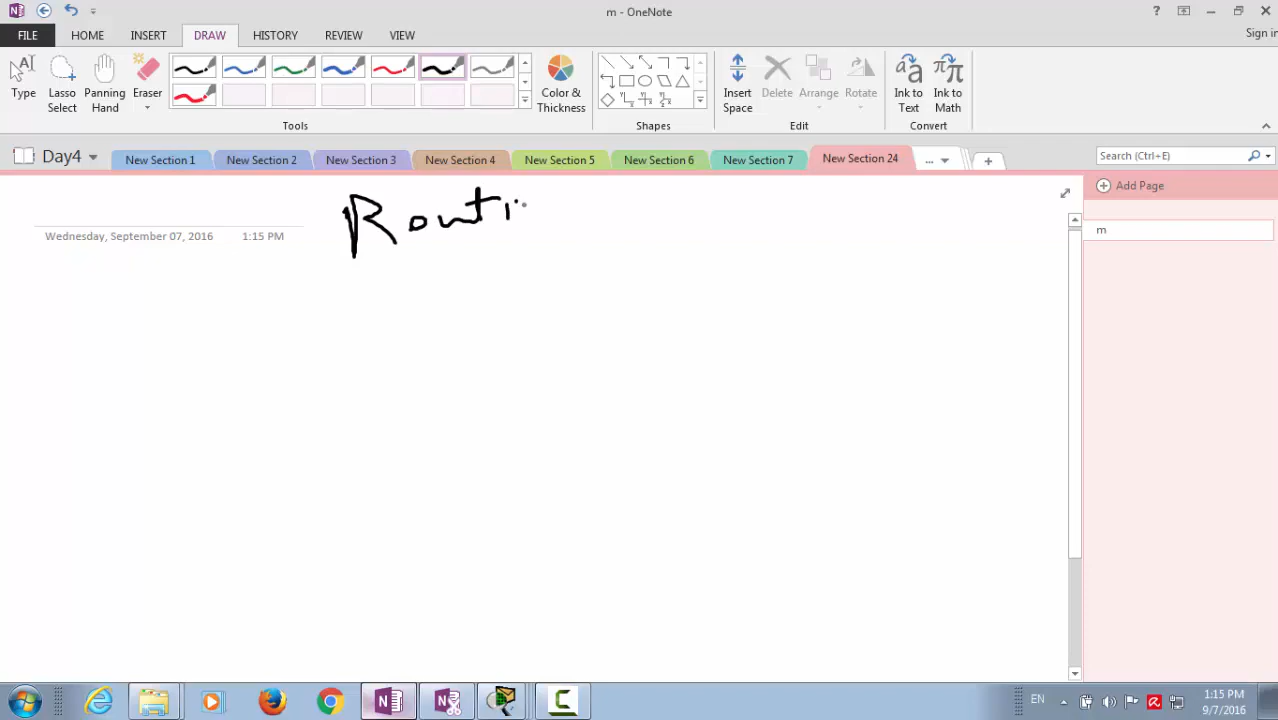 m - OneNote
?
Sign in
FILE HOME INSERT DRAW HISTORY REVIEW VIEW
Type
Lasso Select
Panning Hand
Eraser
Color & Thickness
Insert Space
Delete
Arrange
Rotate
Ink to Text
Ink to Math
Tools
Shapes
Edit
Convert
Day4
New Section 1
New Section 2
New Section 3
New Section 4
New Section 5
New Section 6
New Section 7
New Section 24
...
Search (Ctrl+E)
Add Page
m
Routi
Wednesday, September 07, 2016 1:15 PM
EN
1:15 PM
9/7/2016